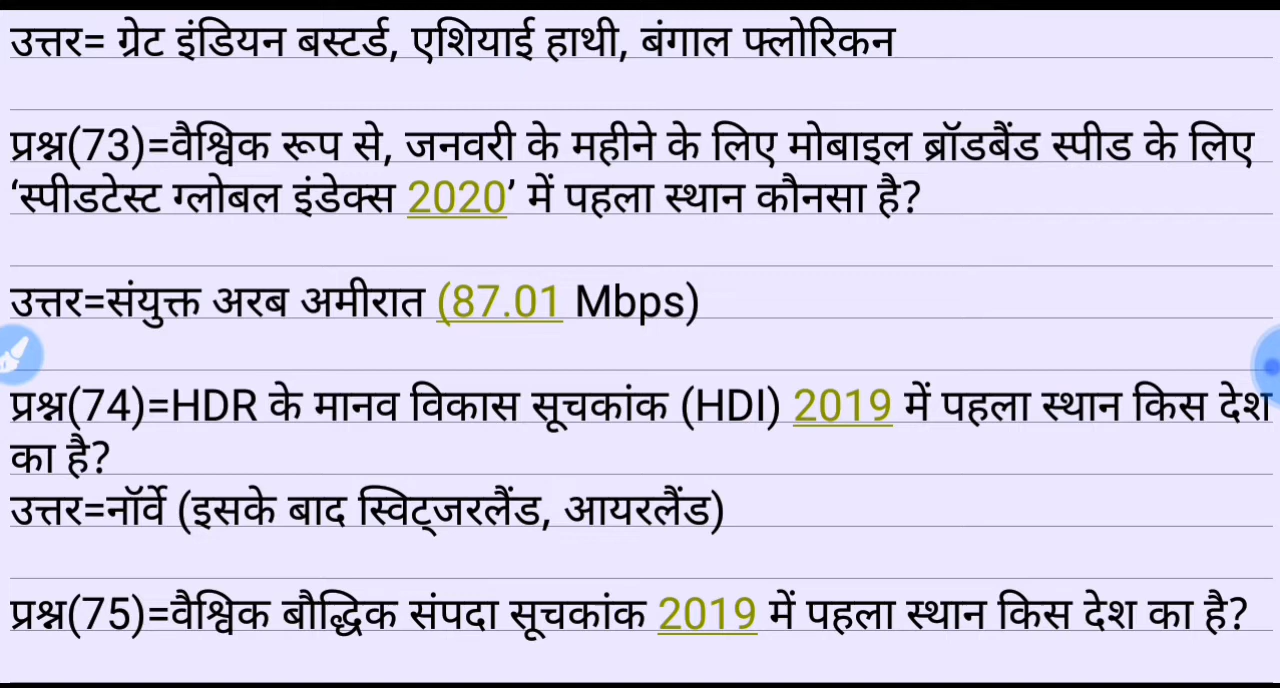 उत्तर= ग्रेट इंडियन बस्टर्ड, एशियाई हाथी, बंगाल फ्लोरिकन
प्रश्न(73)=वैश्विक रूप से, जनवरी के महीने के लिए मोबाइल ब्रॉडबैंड स्पीड के लिए
‘स्पीडटेस्ट ग्लोबल इंडेक्स 2020’ में पहला स्थान कौनसा है?
उत्तर=संयुक्त अरब अमीरात (87.01 Mbps)
प्रश्न(74)=HDR के मानव विकास सूचकांक (HDI) 2019 में पहला स्थान किस देश
का है?
उत्तर=नॉर्वे (इसके बाद स्विट्जरलैंड, आयरलैंड)
प्रश्न(75)=वैश्विक बौद्धिक संपदा सूचकांक 2019 में पहला स्थान किस देश का है?